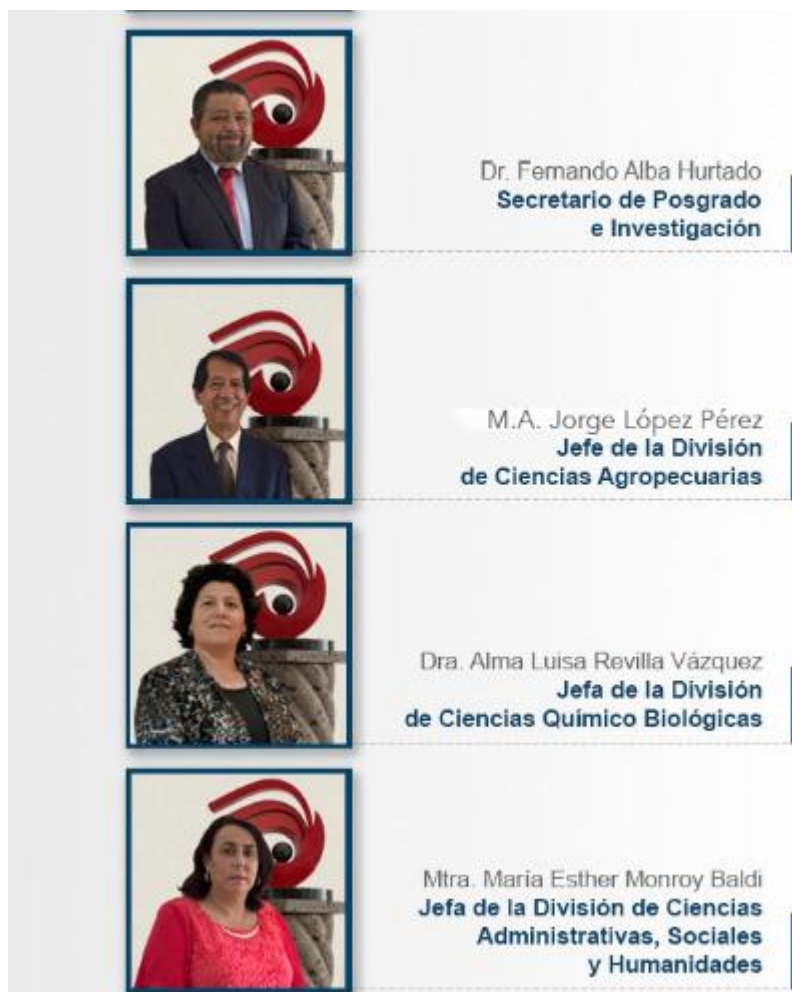 Dr. Fernando Alba Hurtado
Secretario de Posgrado
e Investigación
M.A. Jorge López Pérez
Jefe de la División
de Ciencias Agropecuarias
Dra. Alma Luisa Revilla Vázquez
Jefa de la División
de Ciencias Químico Biológicas
Mtra. María Esther Monroy Baldi
Jefa de la División de Ciencias
Administrativas, Sociales
y Humanidades